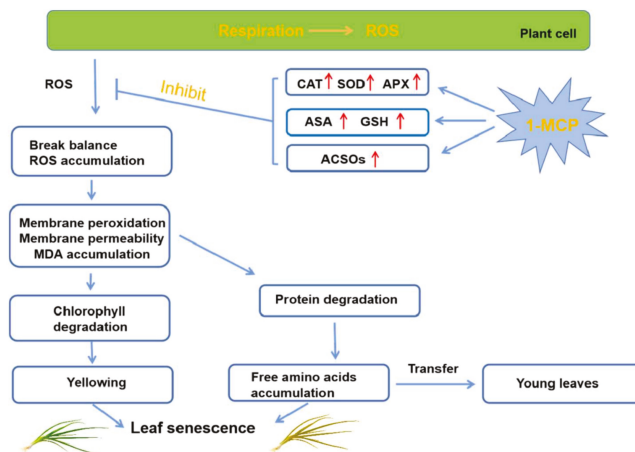 Respiration ROS
Plant cell
ROS
Inhibit
CAT SOD APX
ASA GSH
ACSOs
1-MCP
Break balance
ROS accumulation
Membrane peroxidation
Membrane permeability
MDA accumulation
Chlorophyll
degradation
Protein degradation
Yellowing
Free amino acids
accumulation
Transfer
Young leaves
Leaf senescence